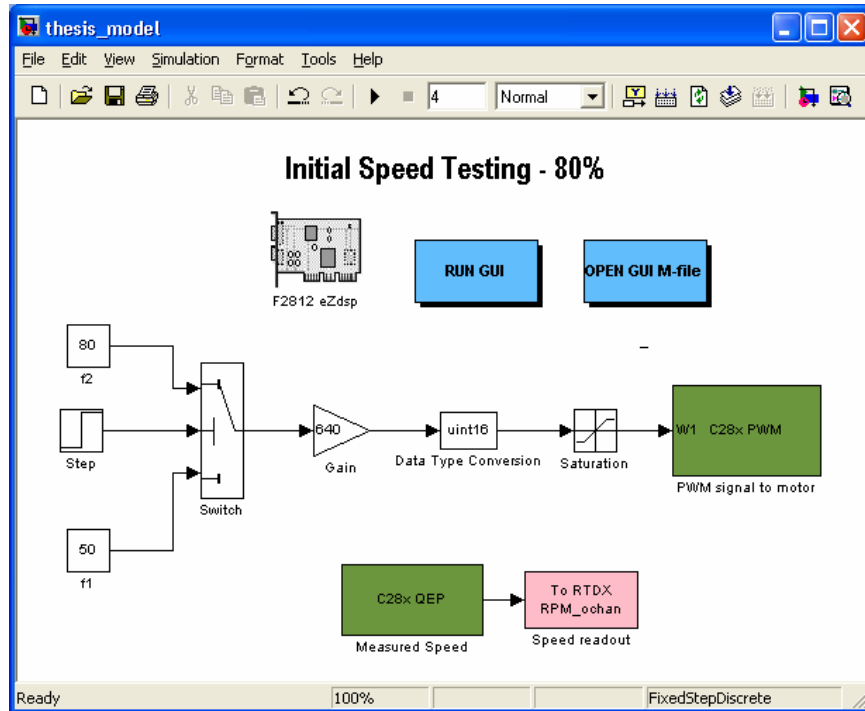 thesis_model
File Edit View Simulation Format Tools Help
4 Normal
Initial Speed Testing - 80%
F2812 eZdsp
RUN GUI
OPEN GUI M-file
80
f2
Step
50
f1
Switch
640
Gain
uint16
Data Type Conversion
Saturation
W1 C28x PWM
PWM signal to motor
C28x QEP
Measured Speed
To RTDX
RPM_ochan
Speed readout
Ready 100% FixedStepDiscrete